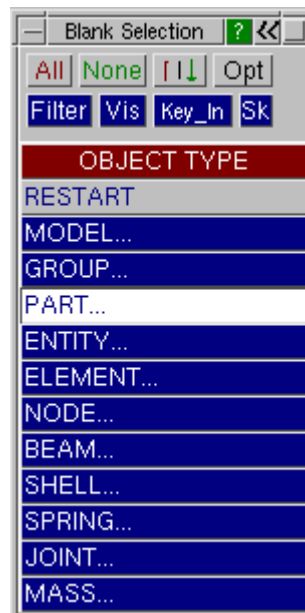 Blank Selection ? <<
All None Opt
Filter Vis Key_In Sk
OBJECT TYPE
RESTART
MODEL...
GROUP...
PART...
ENTITY...
ELEMENT...
NODE...
BEAM...
SHELL...
SPRING...
JOINT...
MASS...